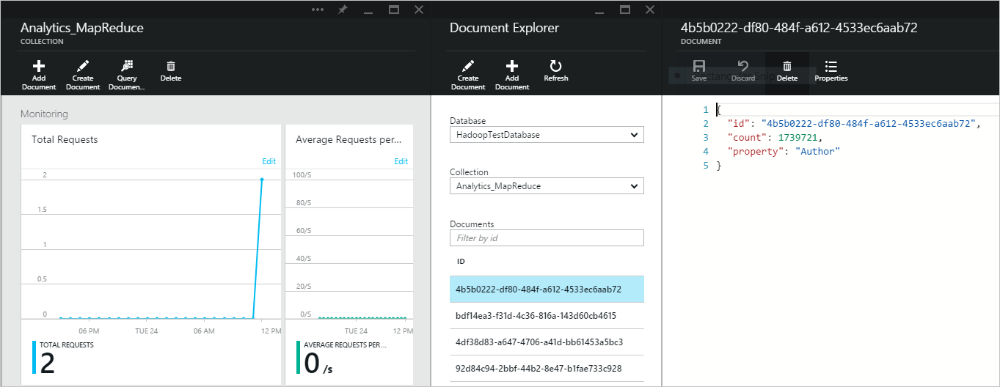 Analytics_MapReduce
COLLECTION
Add
Document
Create
Document
Query
Documen...
Delete
Monitoring
Total Requests
Edit
2
1.5
1
0.5
0
06 PM
TUE 24
06 AM
12 PM
TOTAL REQUESTS
2
Average Requests per...
Edit
100/S
80/S
60/S
40/S
20/S
0/S
TUE 24
12 PM
AVERAGE REQUESTS PER...
0 /s
Document Explorer
Create
Document
Add
Document
Refresh
Database
HadoopTestDatabase
Collection
Analytics_MapReduce
Documents
Filter by id
ID
4b5b0222-df80-484f-a612-4533ec6aab72
bdf14ea3-f31d-4c36-816a-143d60cb4615
4df38d83-a647-4706-a41d-bb61453a5bc3
92d84c94-2bbf-44b2-8e47-b1fae733c928
4b5b0222-df80-484f-a612-4533ec6aab72
DOCUMENT
Save
Discard
Delete
Properties
1 {
2 "id": "4b5b0222-df80-484f-a612-4533ec6aab72",
3 "count": 1739721,
4 "property": "Author"
5 }